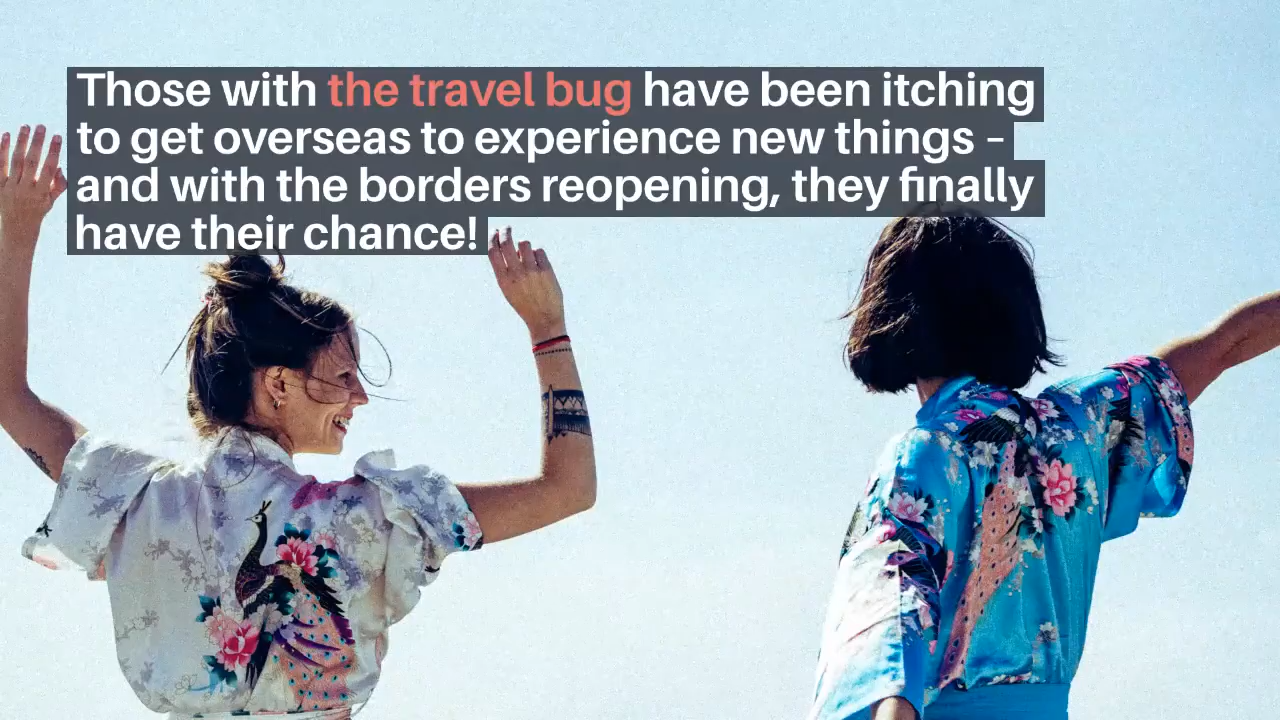 Those with the travel bug have been itching
to get overseas to experience new things –
and with the borders reopening, they finally
have their chance!